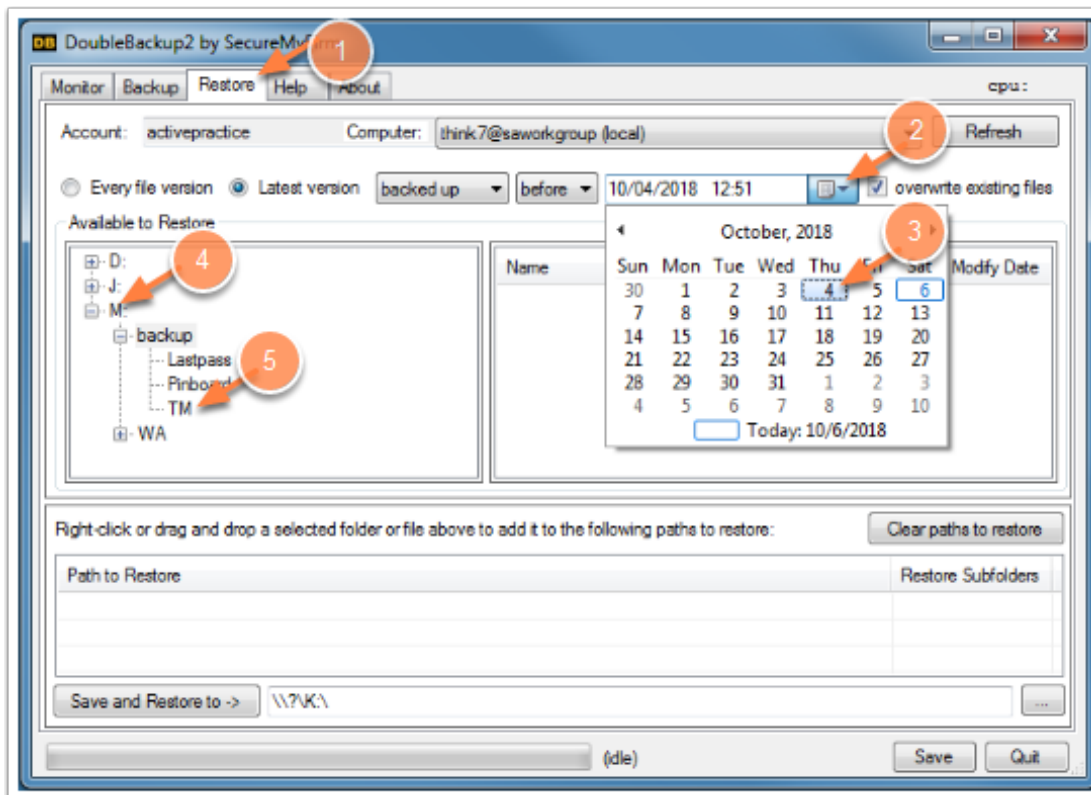 DB DoubleBackup2 by SecureMyFirm
1
Monitor Backup Restore Help About cpu:
Account: activepractice Computer: think7@saworkgroup (local) 2 Refresh
Every file version Latest version backed up before 10/04/2018 12:51 overwrite existing files
Available to Restore
D:
J:
M:
4
backup
Lastpass
Pinboard
TM
5
WA
Name Modify Date
October, 2018
3
Sun Mon Tue Wed Thu Fri Sat
30 1 2 3 4 5 6
7 8 9 10 11 12 13
14 15 16 17 18 19 20
21 22 23 24 25 26 27
28 29 30 31 1 2 3
4 5 6 7 8 9 10
Today: 10/6/2018
Right-click or drag and drop a selected folder or file above to add it to the following paths to restore: Clear paths to restore
Path to Restore Restore Subfolders
Save and Restore to -> \\?\K:\ ...
(idle) Save Quit